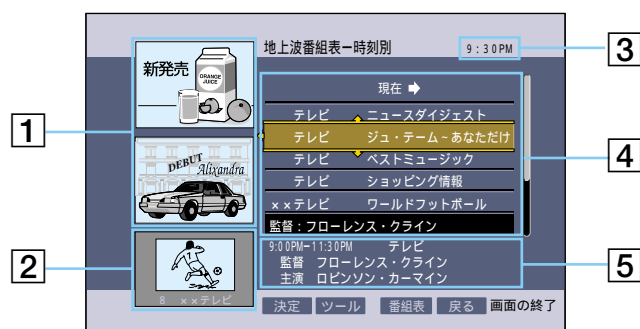 地上波番組表ー時刻別
9:30PM
3
新発売
ORANGE JUICE
現在
テレビ ニュースダイジェスト
テレビ ジュ・テーム~あなただけ
1
4
DEBUT
Alixandra
テレビ ベストミュージック
テレビ ショッピング情報
××テレビ ワールドフットボール
監督:フローレンス・クライン
2
9:00PM-11:30PM テレビ
監督 フローレンス・クライン
5
主演 ロビンソン・カーマイン
8 ××テレビ
決定 ツール 番組表 戻る 画面の終了